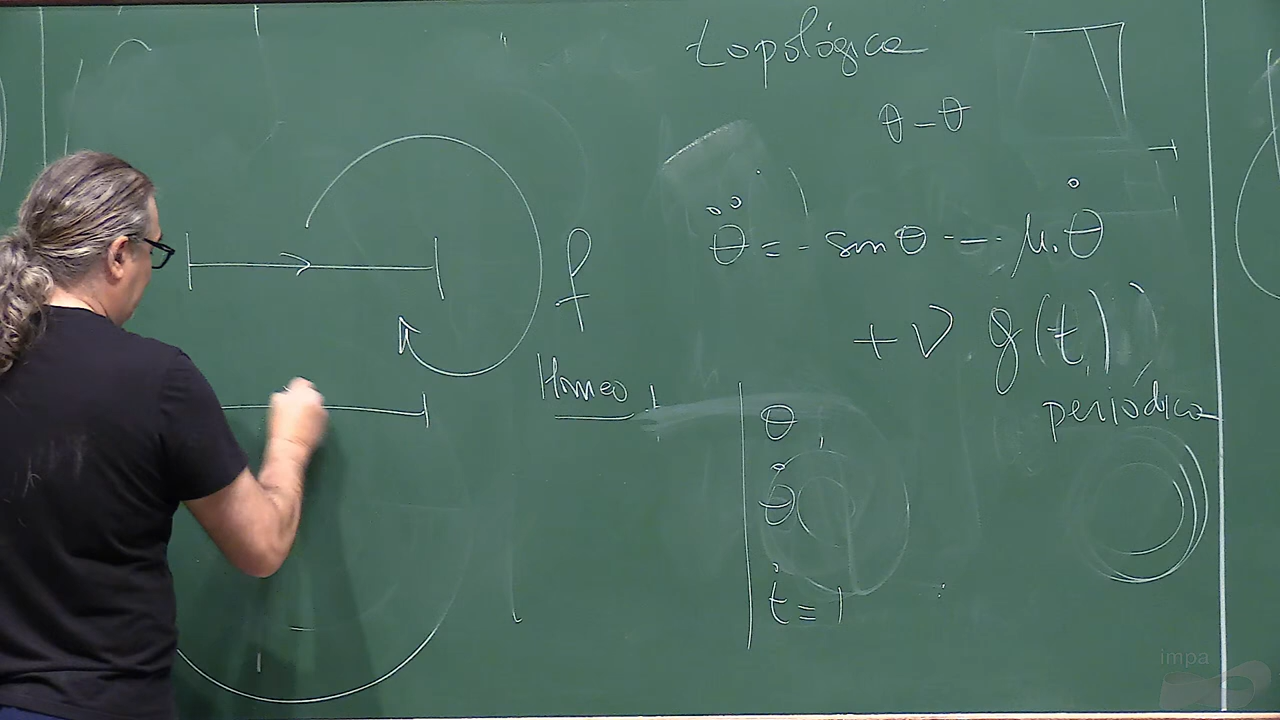 topológica
θ - θ
θ̈ = - sin θ - μ.θ̇
+ ν g(t)
periódica
f
Homeo
θ
θ̇
ṫ = 1
impa